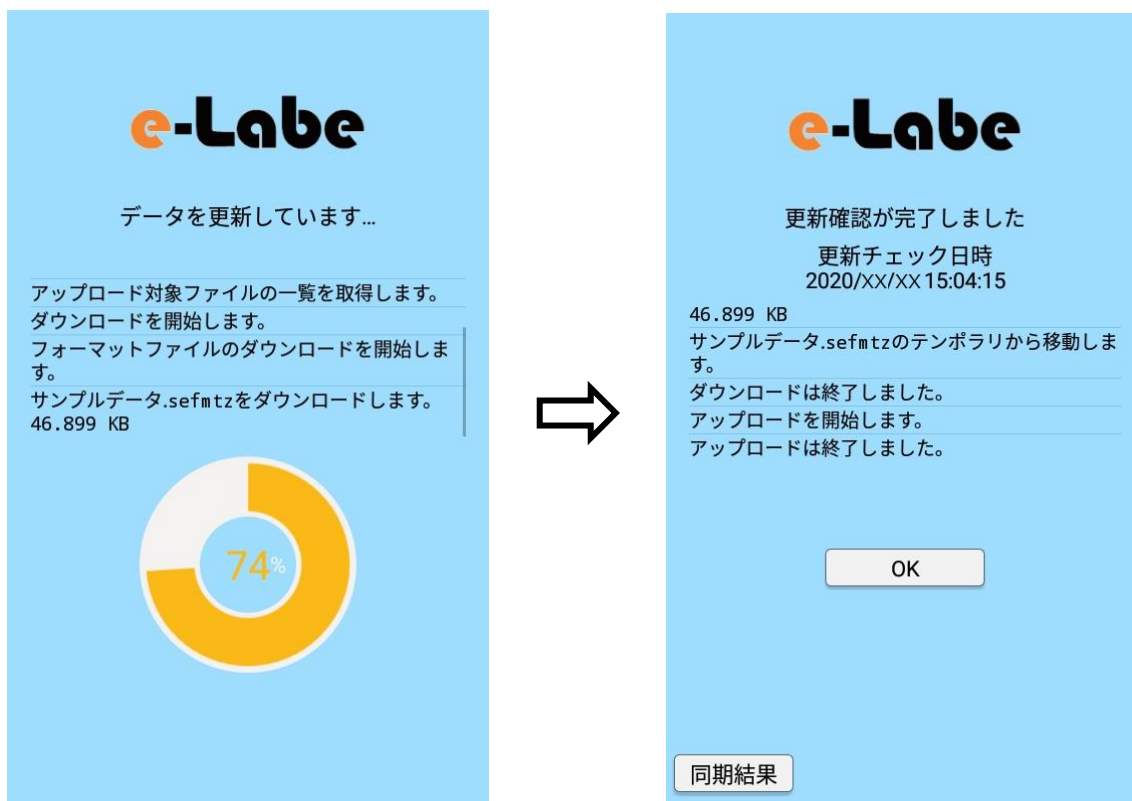 e-Labe
データを更新しています...
アップロード対象ファイルの一覧を取得します。
ダウンロードを開始します。
フォーマットファイルのダウンロードを開始しま
す。
サンプルデータ.sefmtzをダウンロードします。
46.899 KB
74%
e-Labe
更新確認が完了しました
更新チェック日時
2020/XX/XX 15:04:15
46.899 KB
サンプルデータ.sefmtzのテンポラリから移動しま
す。
ダウンロードは終了しました。
アップロードを開始します。
アップロードは終了しました。
OK
同期結果